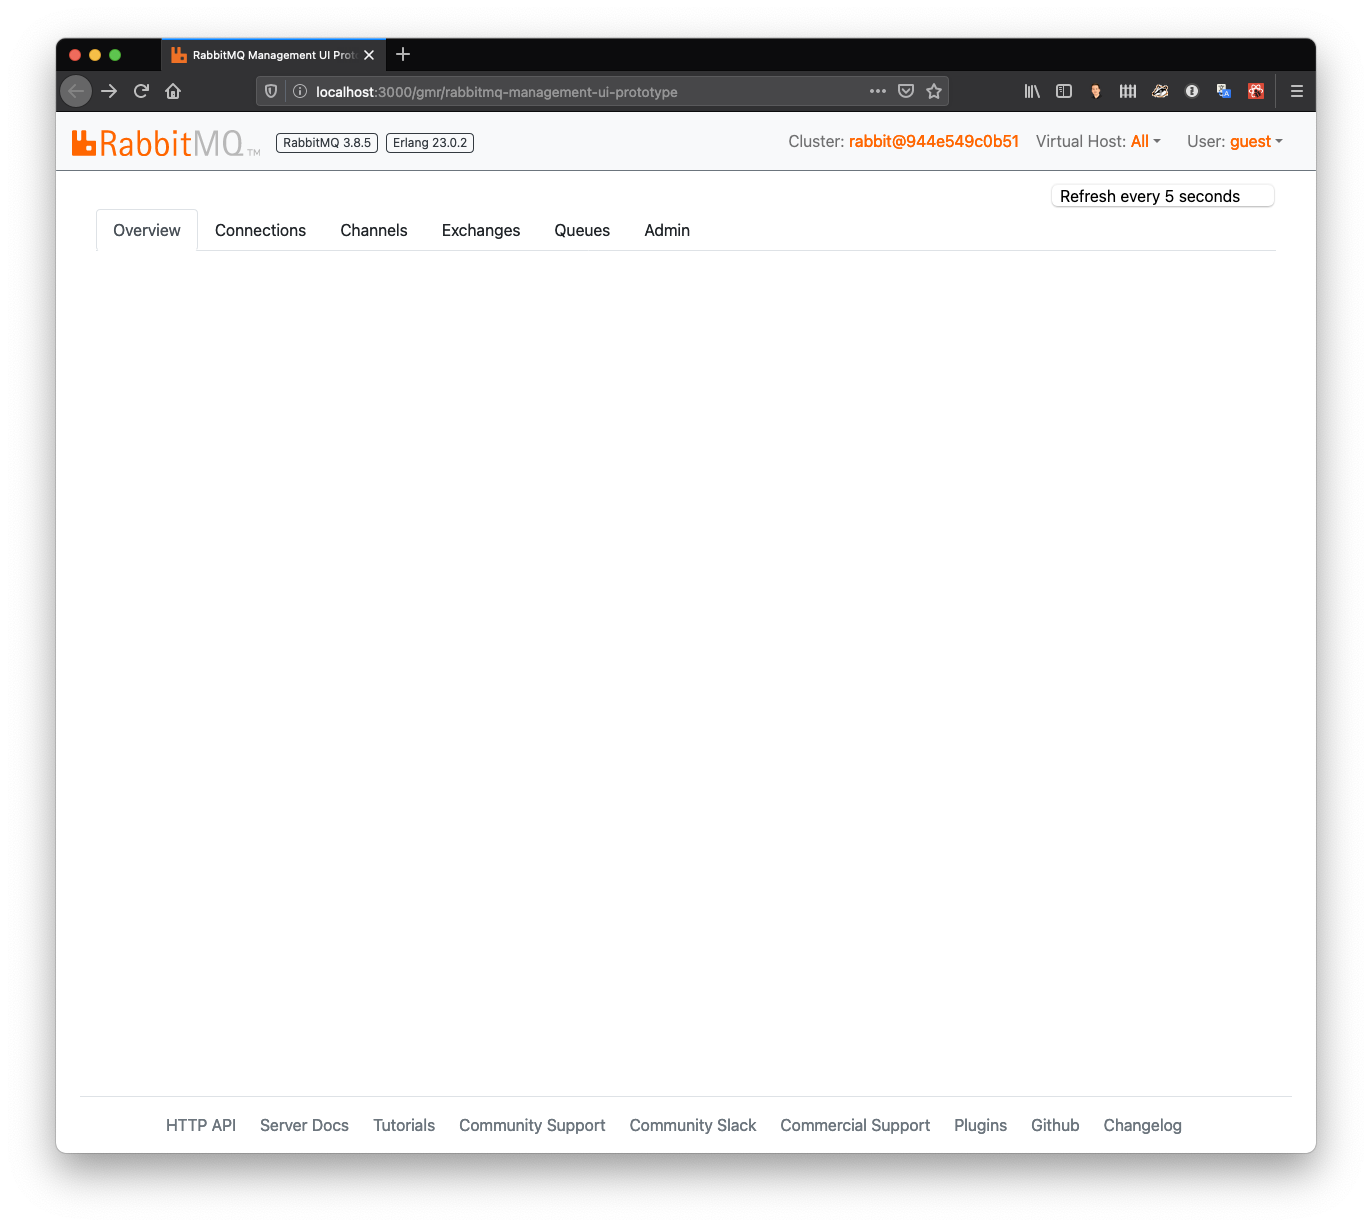 RabbitMQ Management UI Prot
localhost:3000/gmr/rabbitmq-management-ui-prototype
RabbitMQ™ RabbitMQ 3.8.5 Erlang 23.0.2 Cluster: rabbit@944e549c0b51 Virtual Host: All User: guest
Refresh every 5 seconds
Overview Connections Channels Exchanges Queues Admin
HTTP API Server Docs Tutorials Community Support Community Slack Commercial Support Plugins Github Changelog